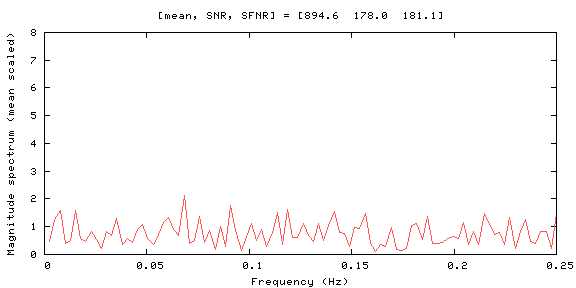 [mean, SNR, SFNR] = [894.6  178.0  181.1]
Magnitude spectrum (mean scaled)
8
7
6
5
4
3
2
1
0
0 0.05 0.1 0.15 0.2 0.25
Frequency (Hz)